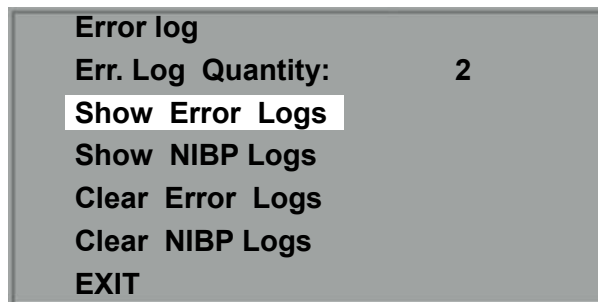 Error log
Err. Log Quantity: 2
Show Error Logs
Show NIBP Logs
Clear Error Logs
Clear NIBP Logs
EXIT